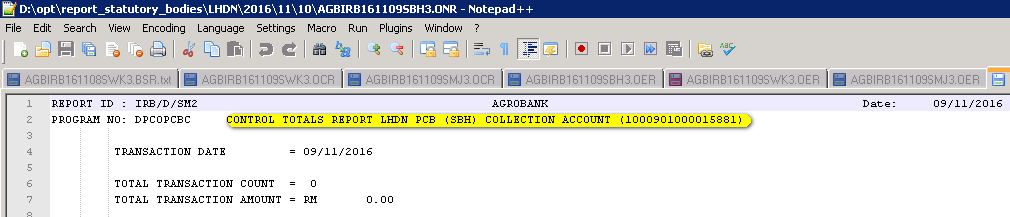 D:\opt\report_statutory_bodies\LHDN\2016\11\10\AGBIRB161109SBH3.ONR - Notepad++
File Edit Search View Encoding Language Settings Macro Run Plugins Window ?
AGBIRB161108SWK3.BSR.txt AGBIRB161109SWK3.OCR AGBIRB161109SMJ3.OCR AGBIRB161109SBH3.OER AGBIRB161109SWK3.OER AGBIRB161109SMJ3.OER
1 REPORT ID : IRB/D/SM2 AGROBANK Date: 09/11/2016
2 PROGRAM NO: DPCOPCBC CONTROL TOTALS REPORT LHDN PCB (SBH) COLLECTION ACCOUNT (1000901000015881)
3
4 TRANSACTION DATE = 09/11/2016
5
6 TOTAL TRANSACTION COUNT = 0
7 TOTAL TRANSACTION AMOUNT = RM 0.00
8